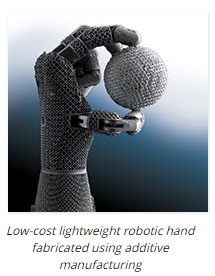 Low-cost lightweight robotic hand
fabricated using additive
manufacturing